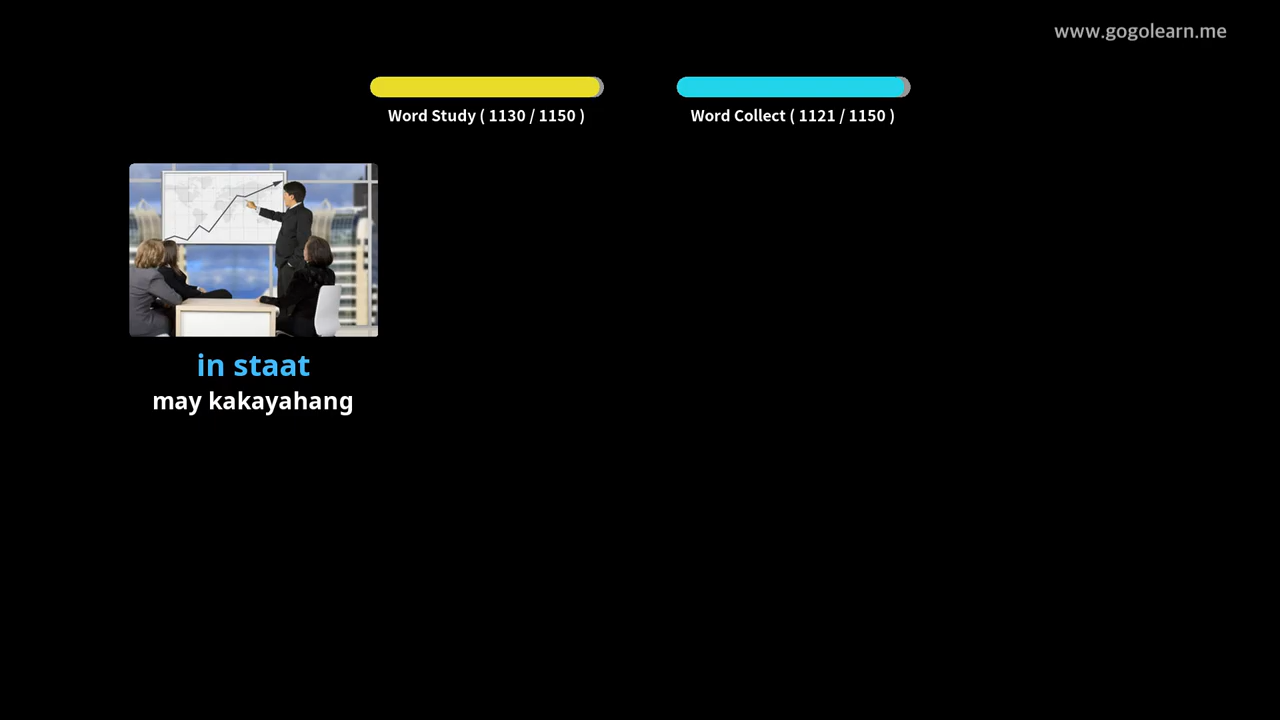 www.gogolearn.me
Word Study ( 1130 / 1150 )
Word Collect ( 1121 / 1150 )
in staat
may kakayahang